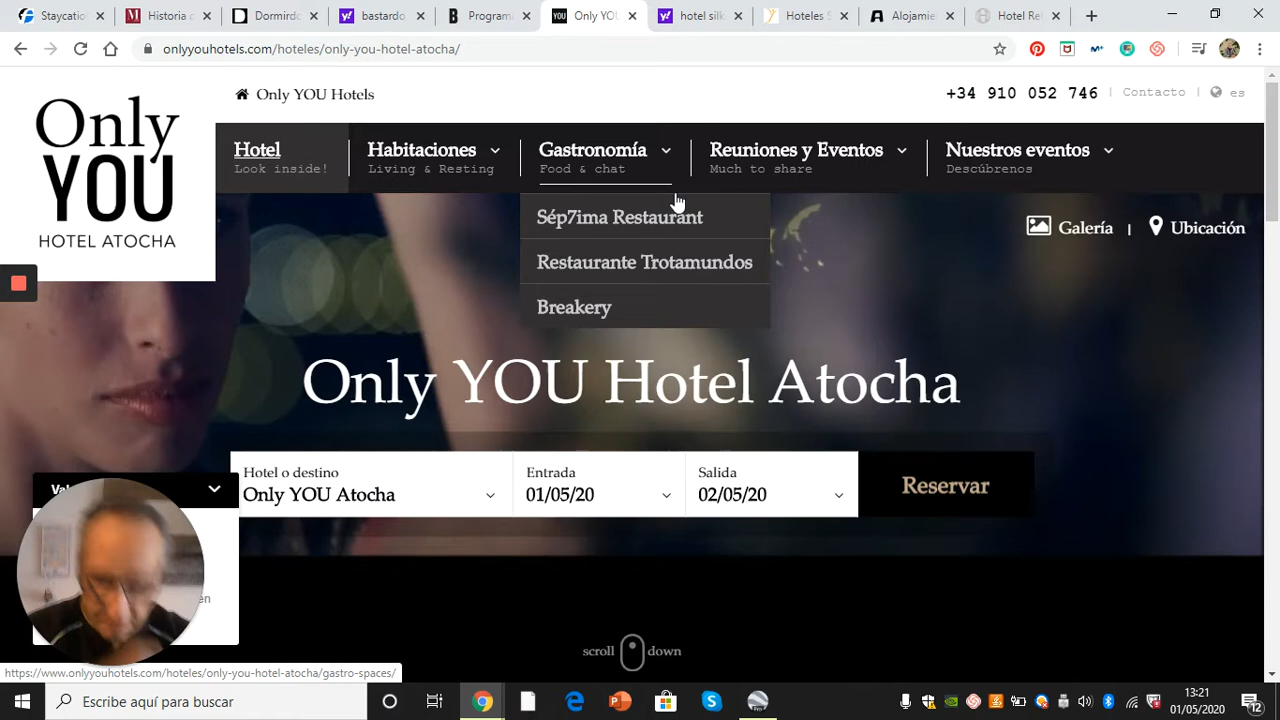 Staycatio
Historia d
Dormirdc
bastardo
Program
Only YOU
hotel silk
Hoteles
Alojamie
Hotel Re
onlyyouhotels.com/hoteles/only-you-hotel-atocha/
Only YOU Hotels
+34 910 052 746
Contacto
es
Only
YOU
HOTEL ATOCHA
Hotel
Look inside!
Habitaciones
Living & Resting
Gastronomía
Food & chat
Reuniones y Eventos
Much to share
Nuestros eventos
Descúbrenos
Sép7ima Restaurant
Restaurante Trotamundos
Breakery
Galería
Ubicación
Only YOU Hotel Atocha
Hotel o destino
Only YOU Atocha
Entrada
01/05/20
Salida
02/05/20
Reservar
en
scroll down
https://www.onlyyouhotels.com/hoteles/only-you-hotel-atocha/gastro-spaces/
Escribe aquí para buscar
13:21
01/05/2020
12